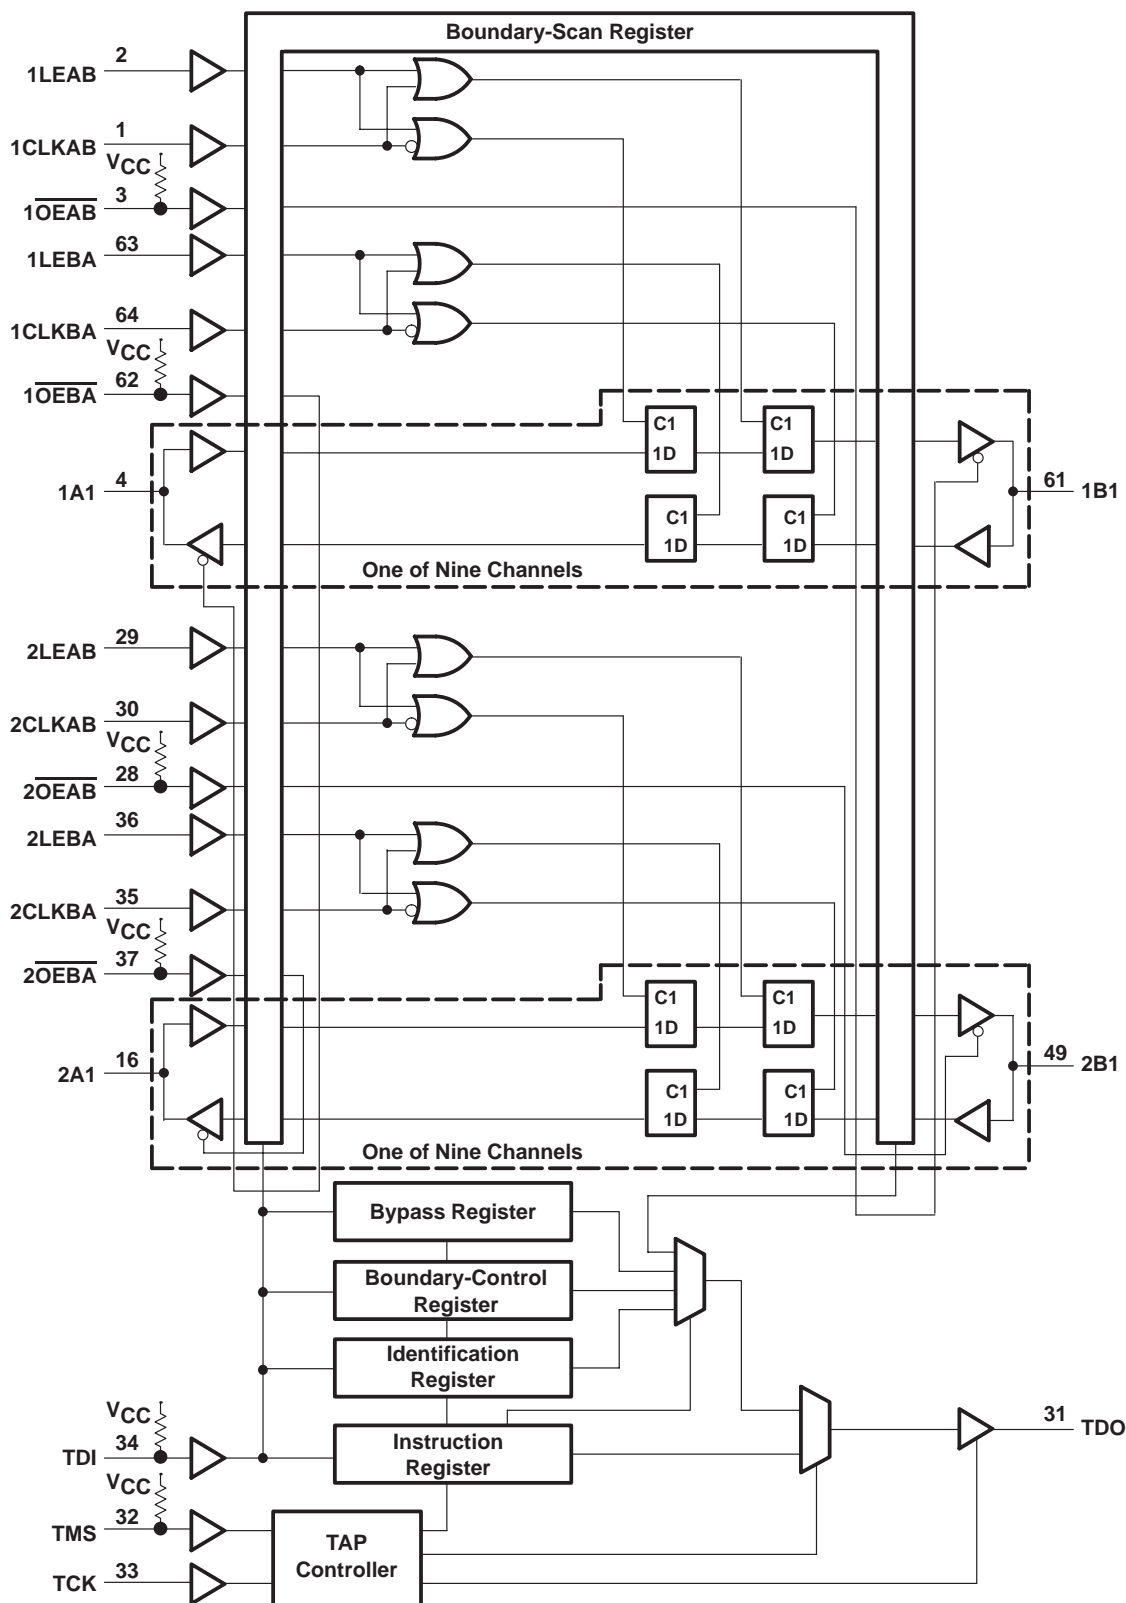 Boundary-Scan Register
2
1LEAB
1
1CLKAB
VCC
3
1O̅E̅A̅B̅
63
1LEBA
64
1CLKBA
VCC
62
1O̅E̅B̅A̅
C1
1D
C1
1D
4
1A1
61
1B1
C1
1D
C1
1D
One of Nine Channels
29
2LEAB
30
2CLKAB
VCC
28
2O̅E̅A̅B̅
36
2LEBA
35
2CLKBA
VCC
37
2O̅E̅B̅A̅
C1
1D
C1
1D
16
2A1
49
2B1
C1
1D
C1
1D
One of Nine Channels
Bypass Register
Boundary-Control
Register
Identification
Register
VCC
34
TDI
Instruction
Register
31
TDO
VCC
32
TMS
TAP
Controller
33
TCK